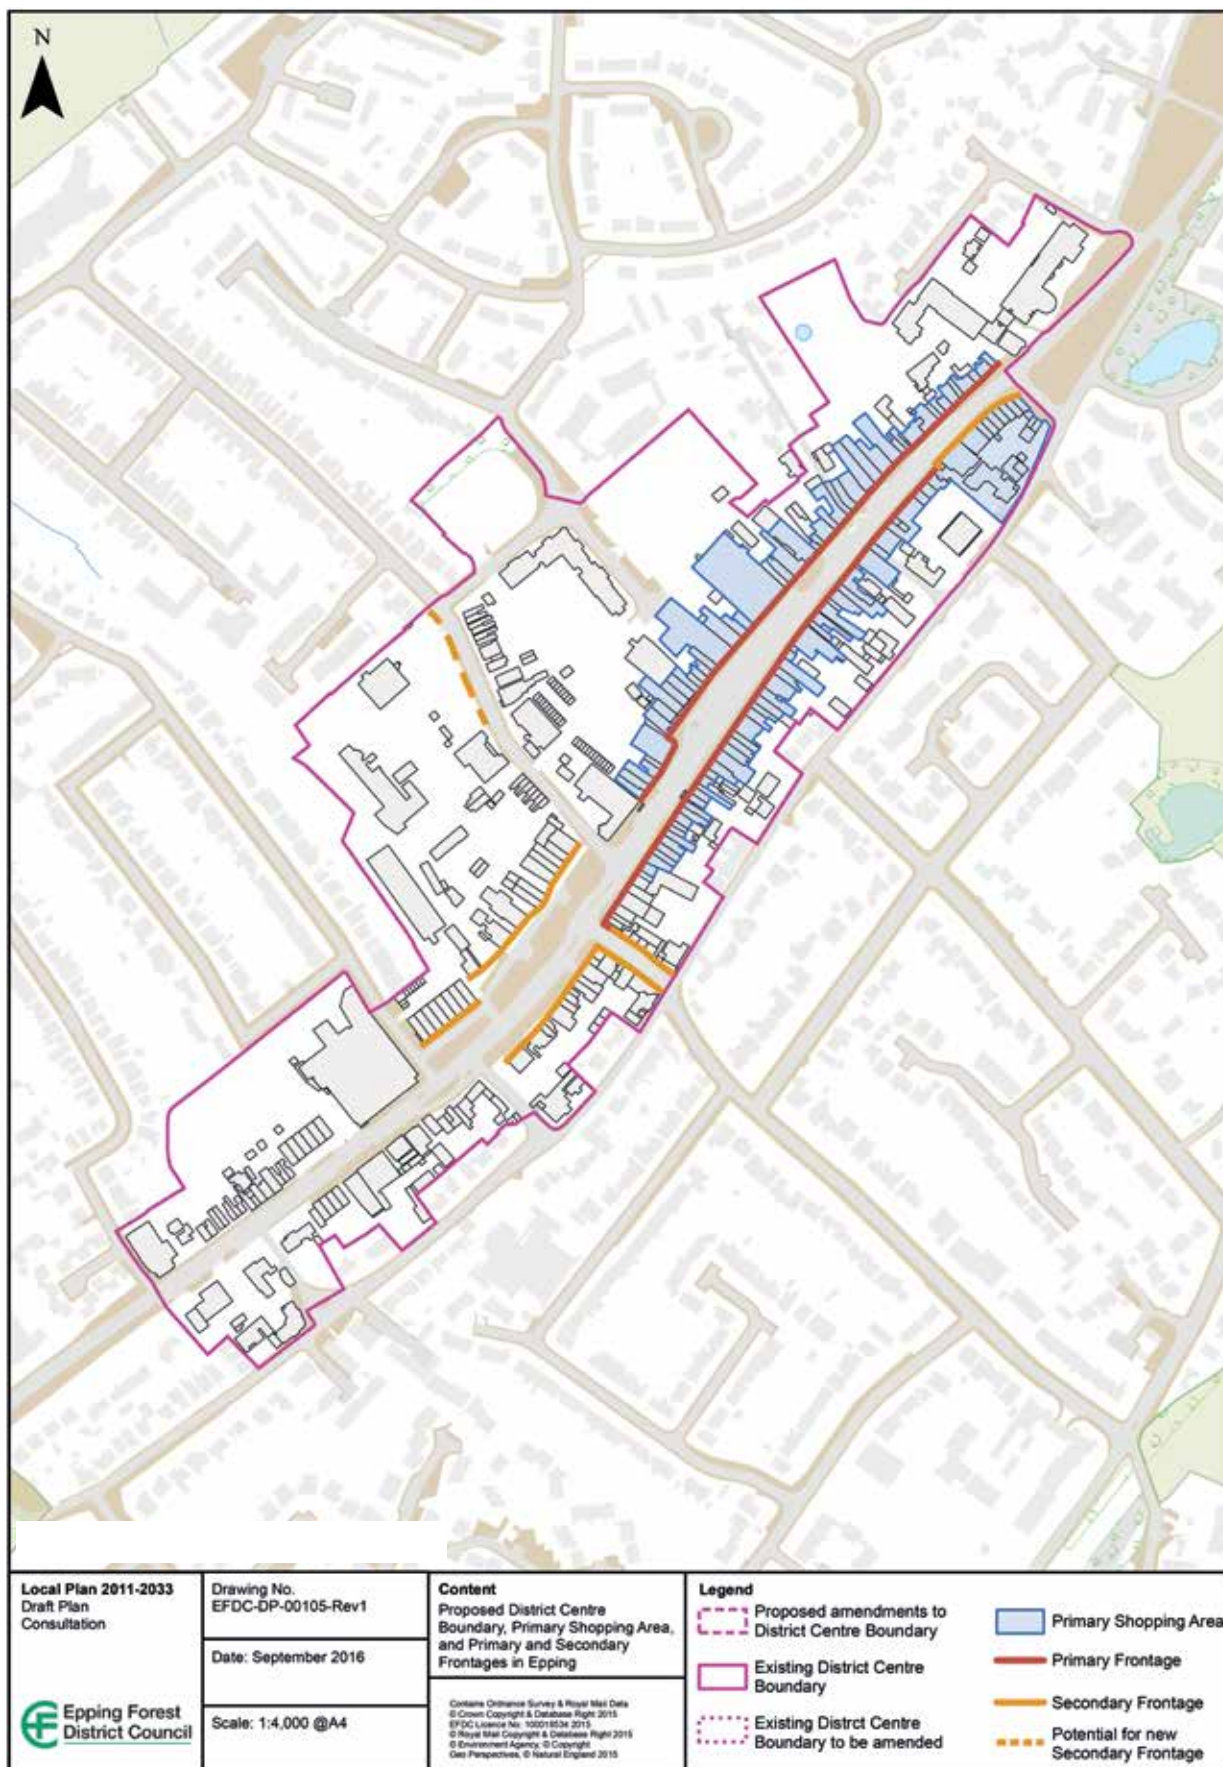 N
Local Plan 2011-2033
Draft Plan
Consultation
Epping Forest
District Council
Drawing No.
EFDC-DP-00105-Rev1
Date: September 2016
Scale: 1:4,000 @A4
Content
Proposed District Centre
Boundary, Primary Shopping Area,
and Primary and Secondary
Frontages in Epping
Contains Ordnance Survey & Royal Mail Data
© Crown Copyright & Database Right 2015
EFDC Licence No: 100018534 2015
© Royal Mail Copyright & Database Right 2015
© Environment Agency, © Copyright
Geo Perspectives, © Natural England 2015
Legend
Proposed amendments to
District Centre Boundary
Existing District Centre
Boundary
Existing Distrct Centre
Boundary to be amended
Primary Shopping Area
Primary Frontage
Secondary Frontage
Potential for new
Secondary Frontage